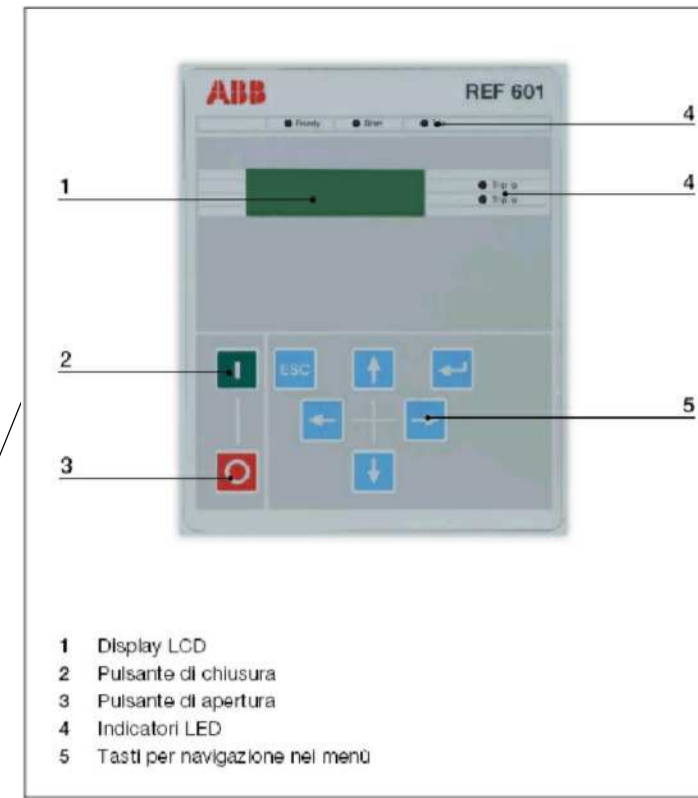 ABB
REF 601
Ready
Start
4
1
4
2
ESC
5
3
1 Display LCD
2 Pulsante di chiusura
3 Pulsante di apertura
4 Indicatori LED
5 Tasti per navigazione nei menù